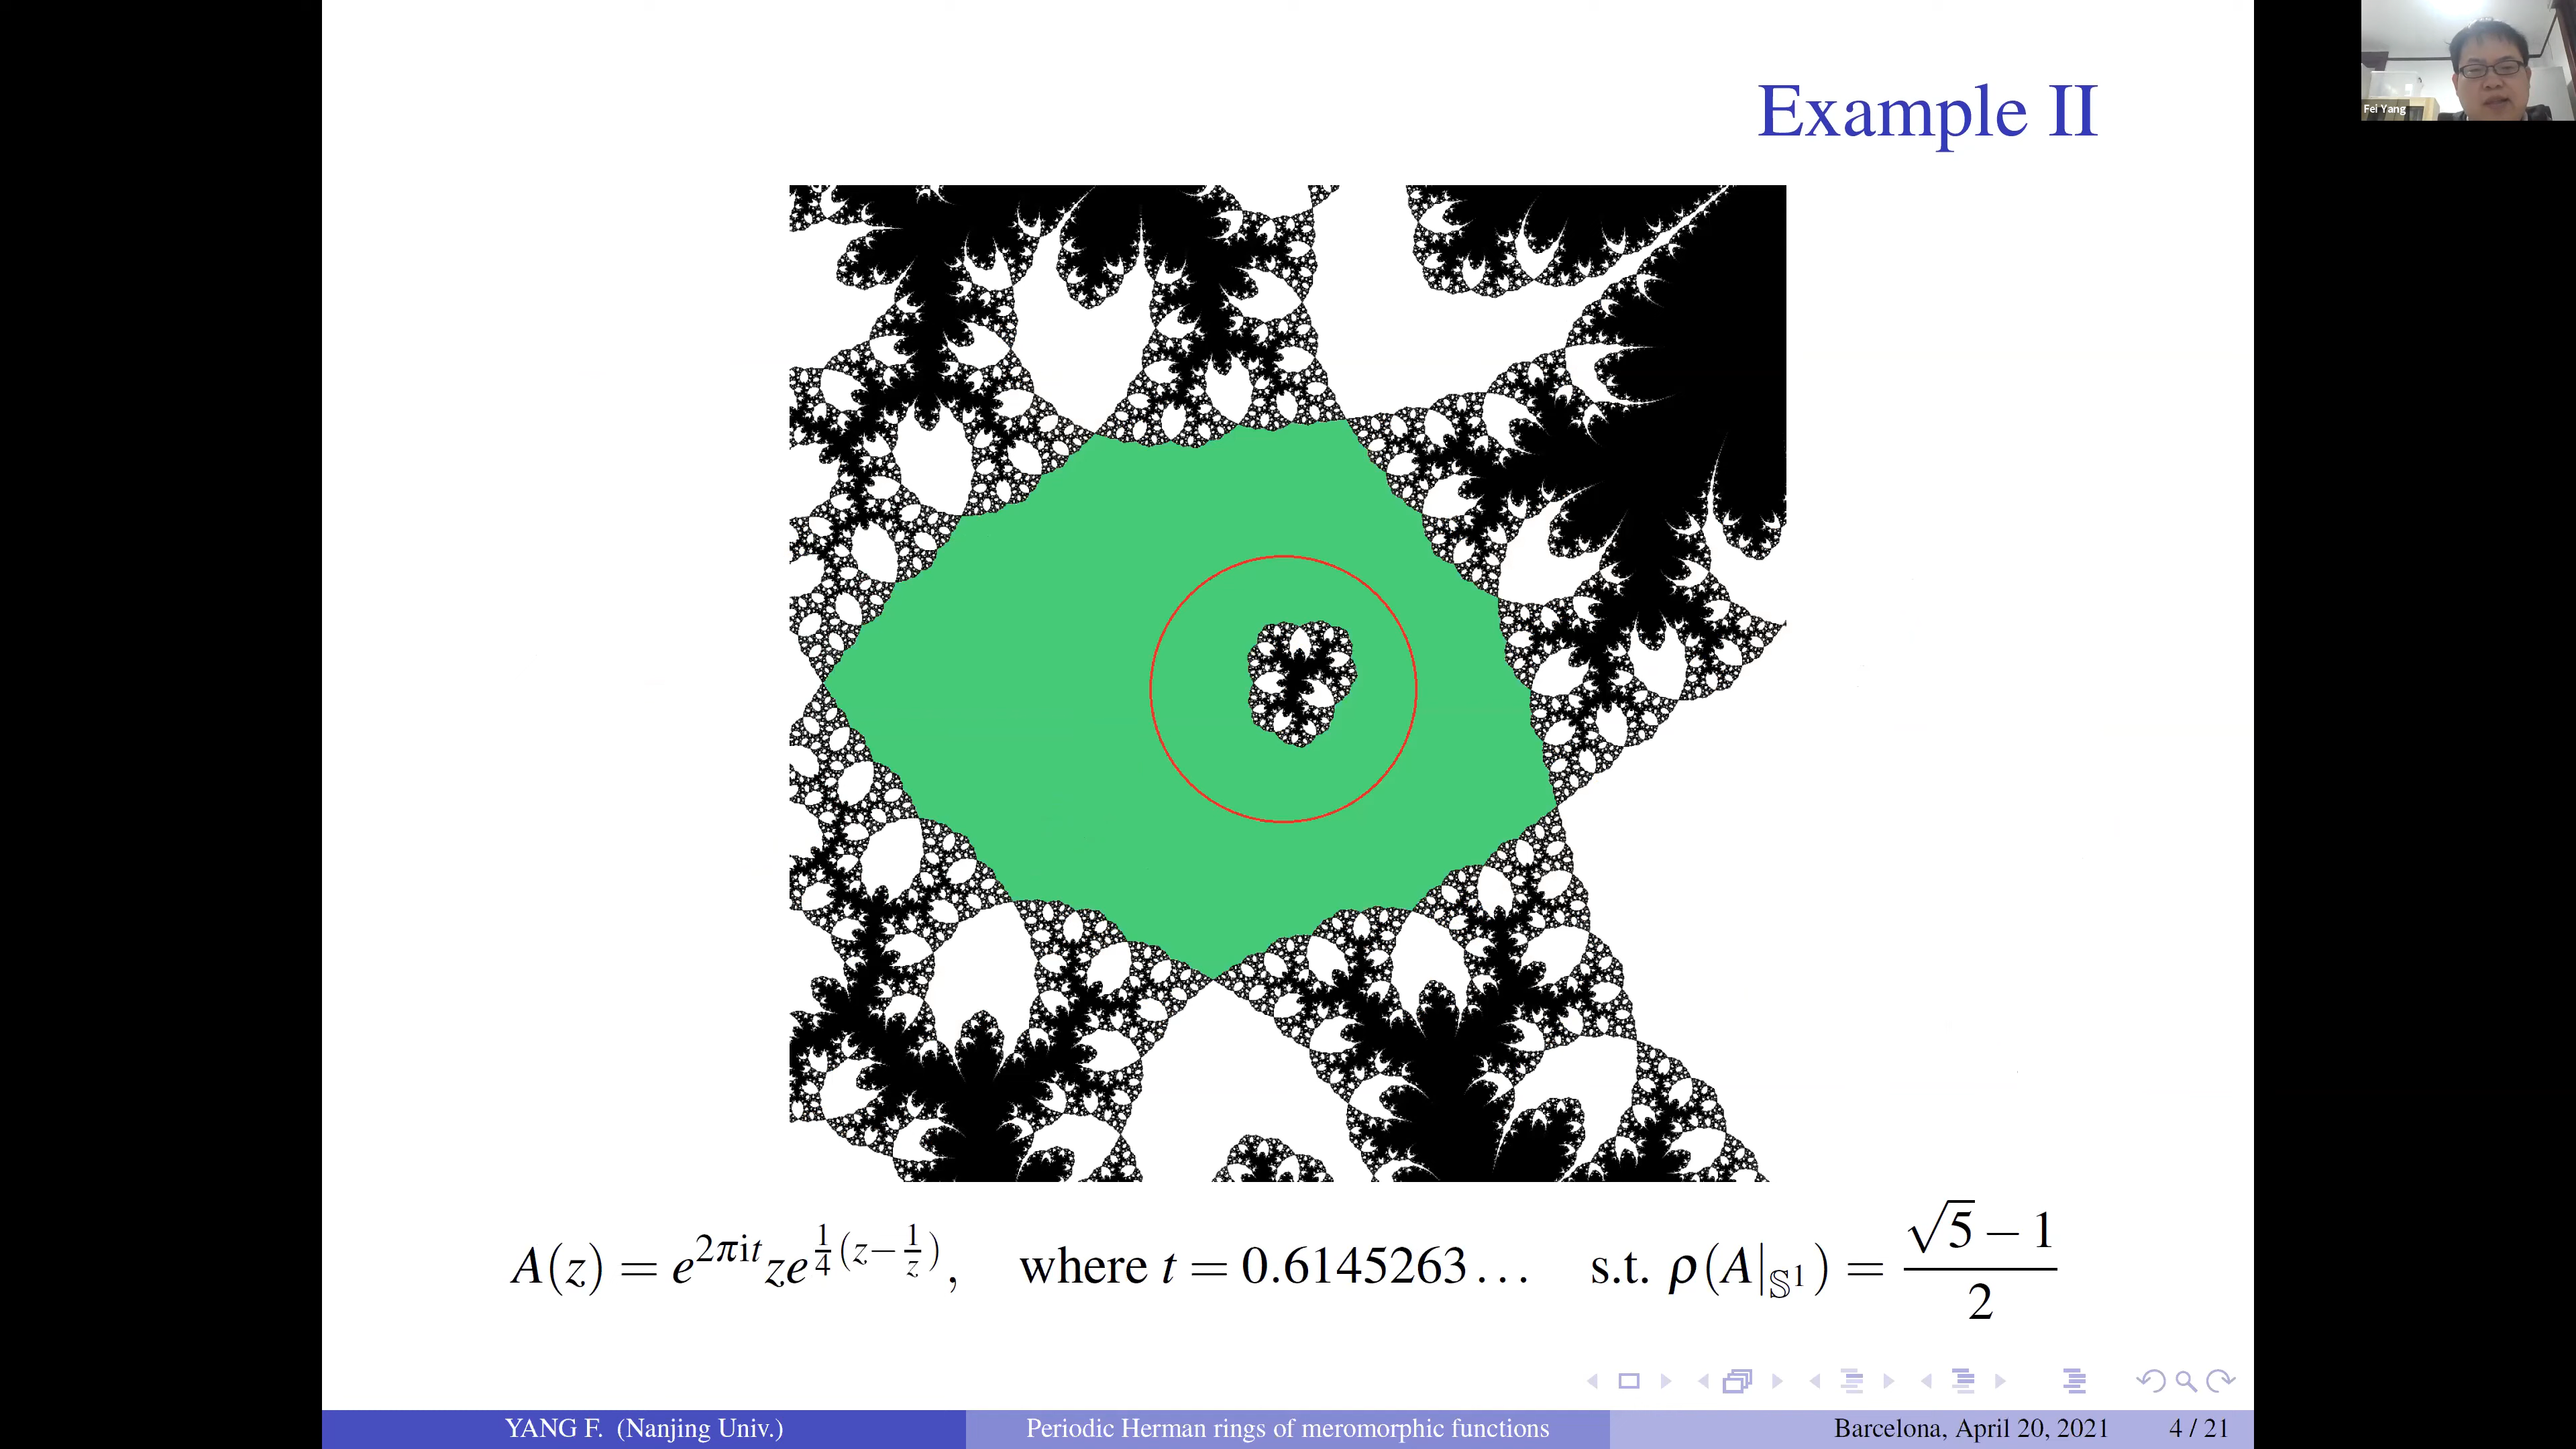 Example II
Fei Yang
A(z) = e^{2πit} z e^{\frac{1}{4}(z−\frac{1}{z})}, where t = 0.6145263… s.t. ρ(A|_{𝕊^1}) = \frac{\sqrt{5}−1}{2}
YANG F. (Nanjing Univ.) Periodic Herman rings of meromorphic functions Barcelona, April 20, 2021 4 / 21